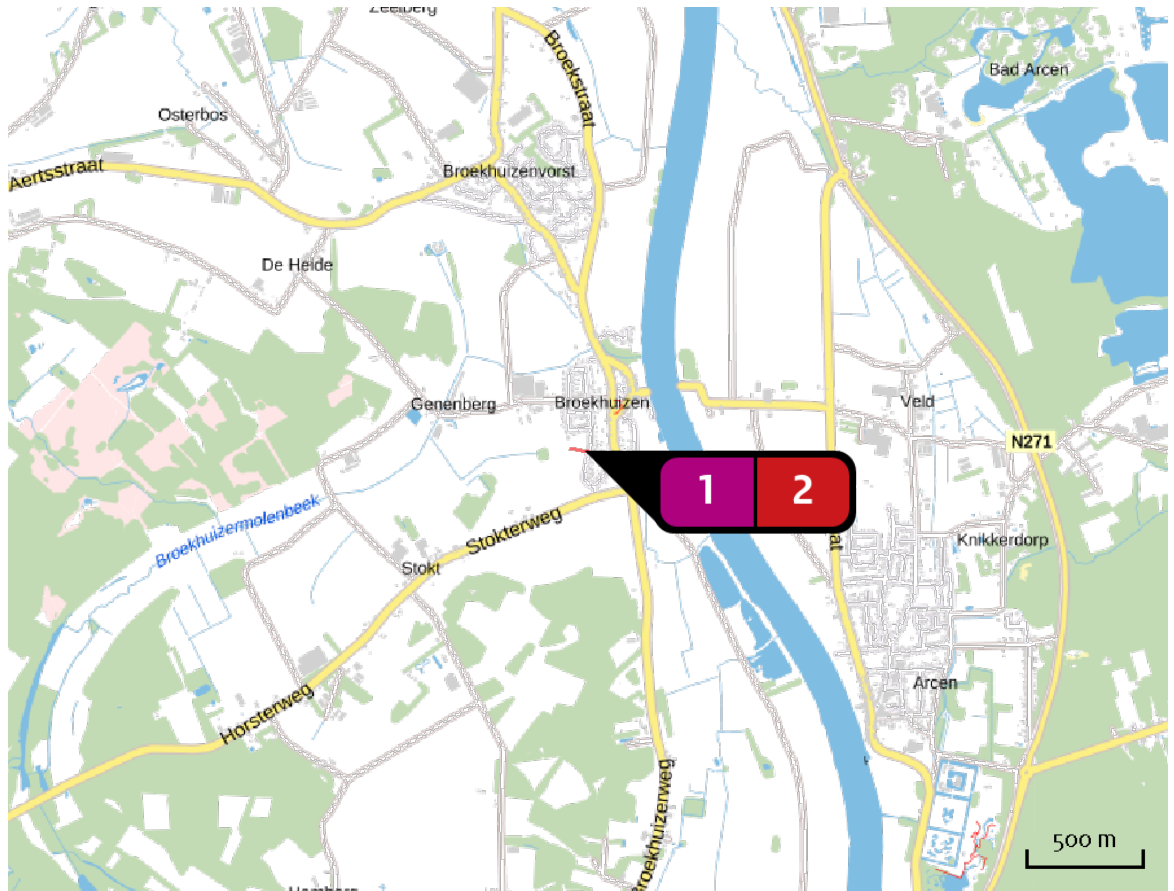 Zeelberg
Broekstraat
Bad Arcen
Osterbos
Aertsstraat
Broekhuizenvorst
De Heide
Genenberg
Broekhuizen
Veld
N271
1 2
Broekhuizermolenbeek
Stokterweg
Knikkerdorp
Stokt
Arcen
Horsterweg
Broekhuizerweg
500 m